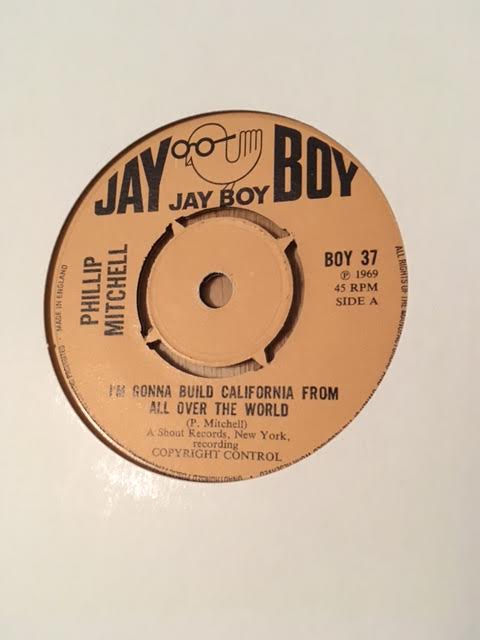 JAY BOY
JAY BOY
PHILLIP
MITCHELL
BOY 37
℗ 1969
45 RPM
SIDE A
MADE IN ENGLAND
ALL RIGHTS OF THE
I'M GONNA BUILD CALIFORNIA FROM
ALL OVER THE WORLD
(P. Mitchell)
A Shout Records, New York,
recording
COPYRIGHT CONTROL